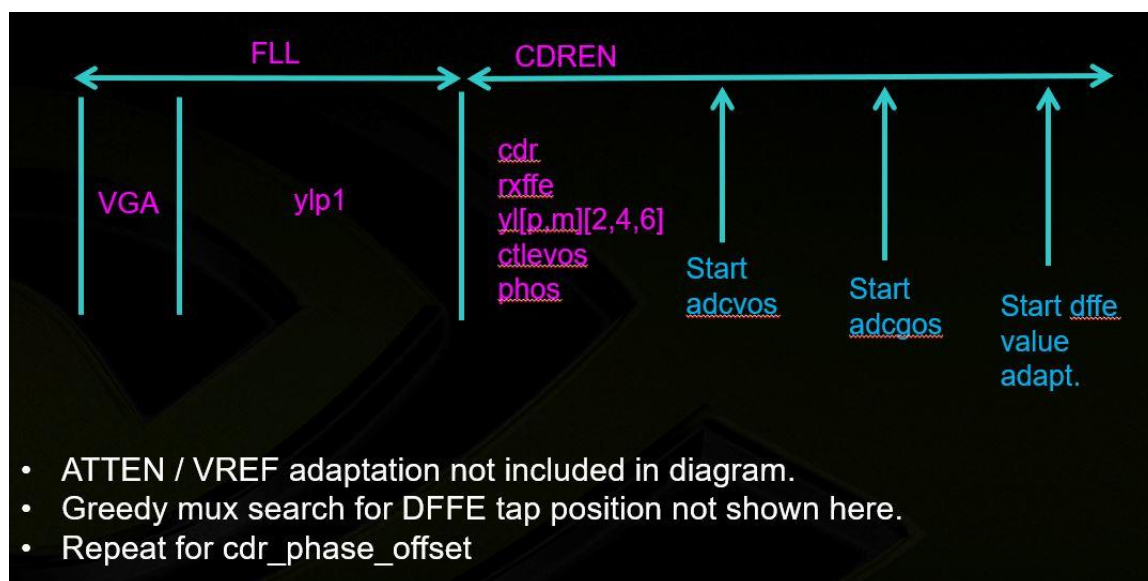 FLL
CDREN
VGA
ylp1
cdr
rxffe
yl[p,m][2,4,6]
ctlevos
phos
Start
adcvos
Start
adcgos
Start dffe
value
adapt.
• ATTEN / VREF adaptation not included in diagram.
• Greedy mux search for DFFE tap position not shown here.
• Repeat for cdr_phase_offset